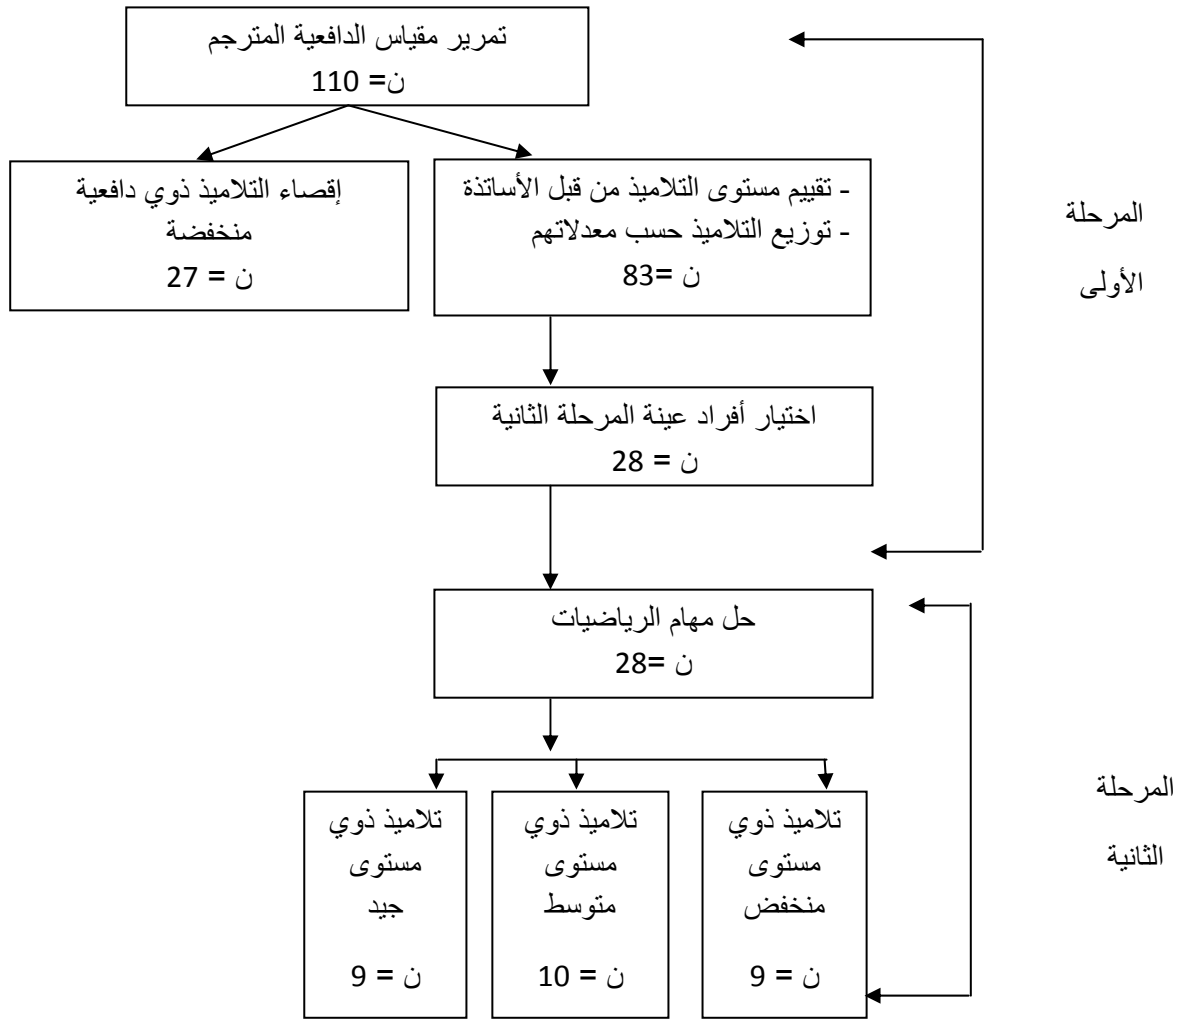 تمرير مقياس الدافعية المترجم
ن= 110
- تقييم مستوى التلاميذ من قبل الأساتذة
- توزيع التلاميذ حسب معدلاتهم
ن =83
إقصاء التلاميذ ذوي دافعية
منخفضة
ن = 27
المرحلة
الأولى
اختيار أفراد عينة المرحلة الثانية
ن = 28
حل مهام الرياضيات
ن =28
المرحلة
الثانية
تلاميذ ذوي
مستوى
منخفض
ن = 9
تلاميذ ذوي
مستوى
متوسط
ن = 10
تلاميذ ذوي
مستوى
جيد
ن = 9